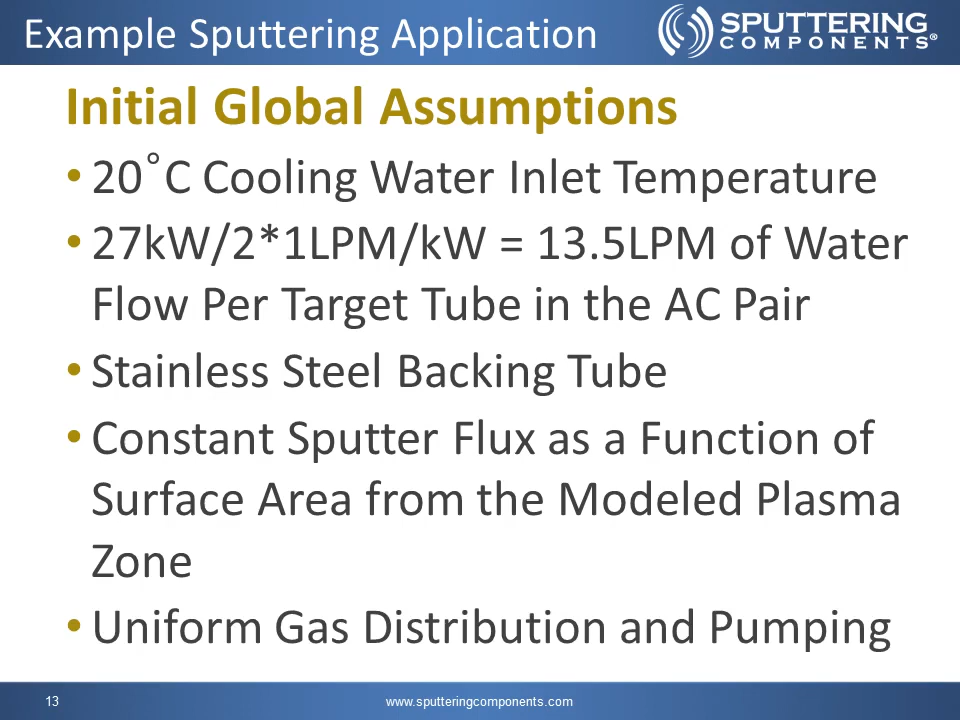 Example Sputtering Application
SPUTTERING
COMPONENTS®
Initial Global Assumptions
• 20˚C Cooling Water Inlet Temperature
• 27kW/2*1LPM/kW = 13.5LPM of Water
Flow Per Target Tube in the AC Pair
• Stainless Steel Backing Tube
• Constant Sputter Flux as a Function of
Surface Area from the Modeled Plasma
Zone
• Uniform Gas Distribution and Pumping
13
www.sputteringcomponents.com